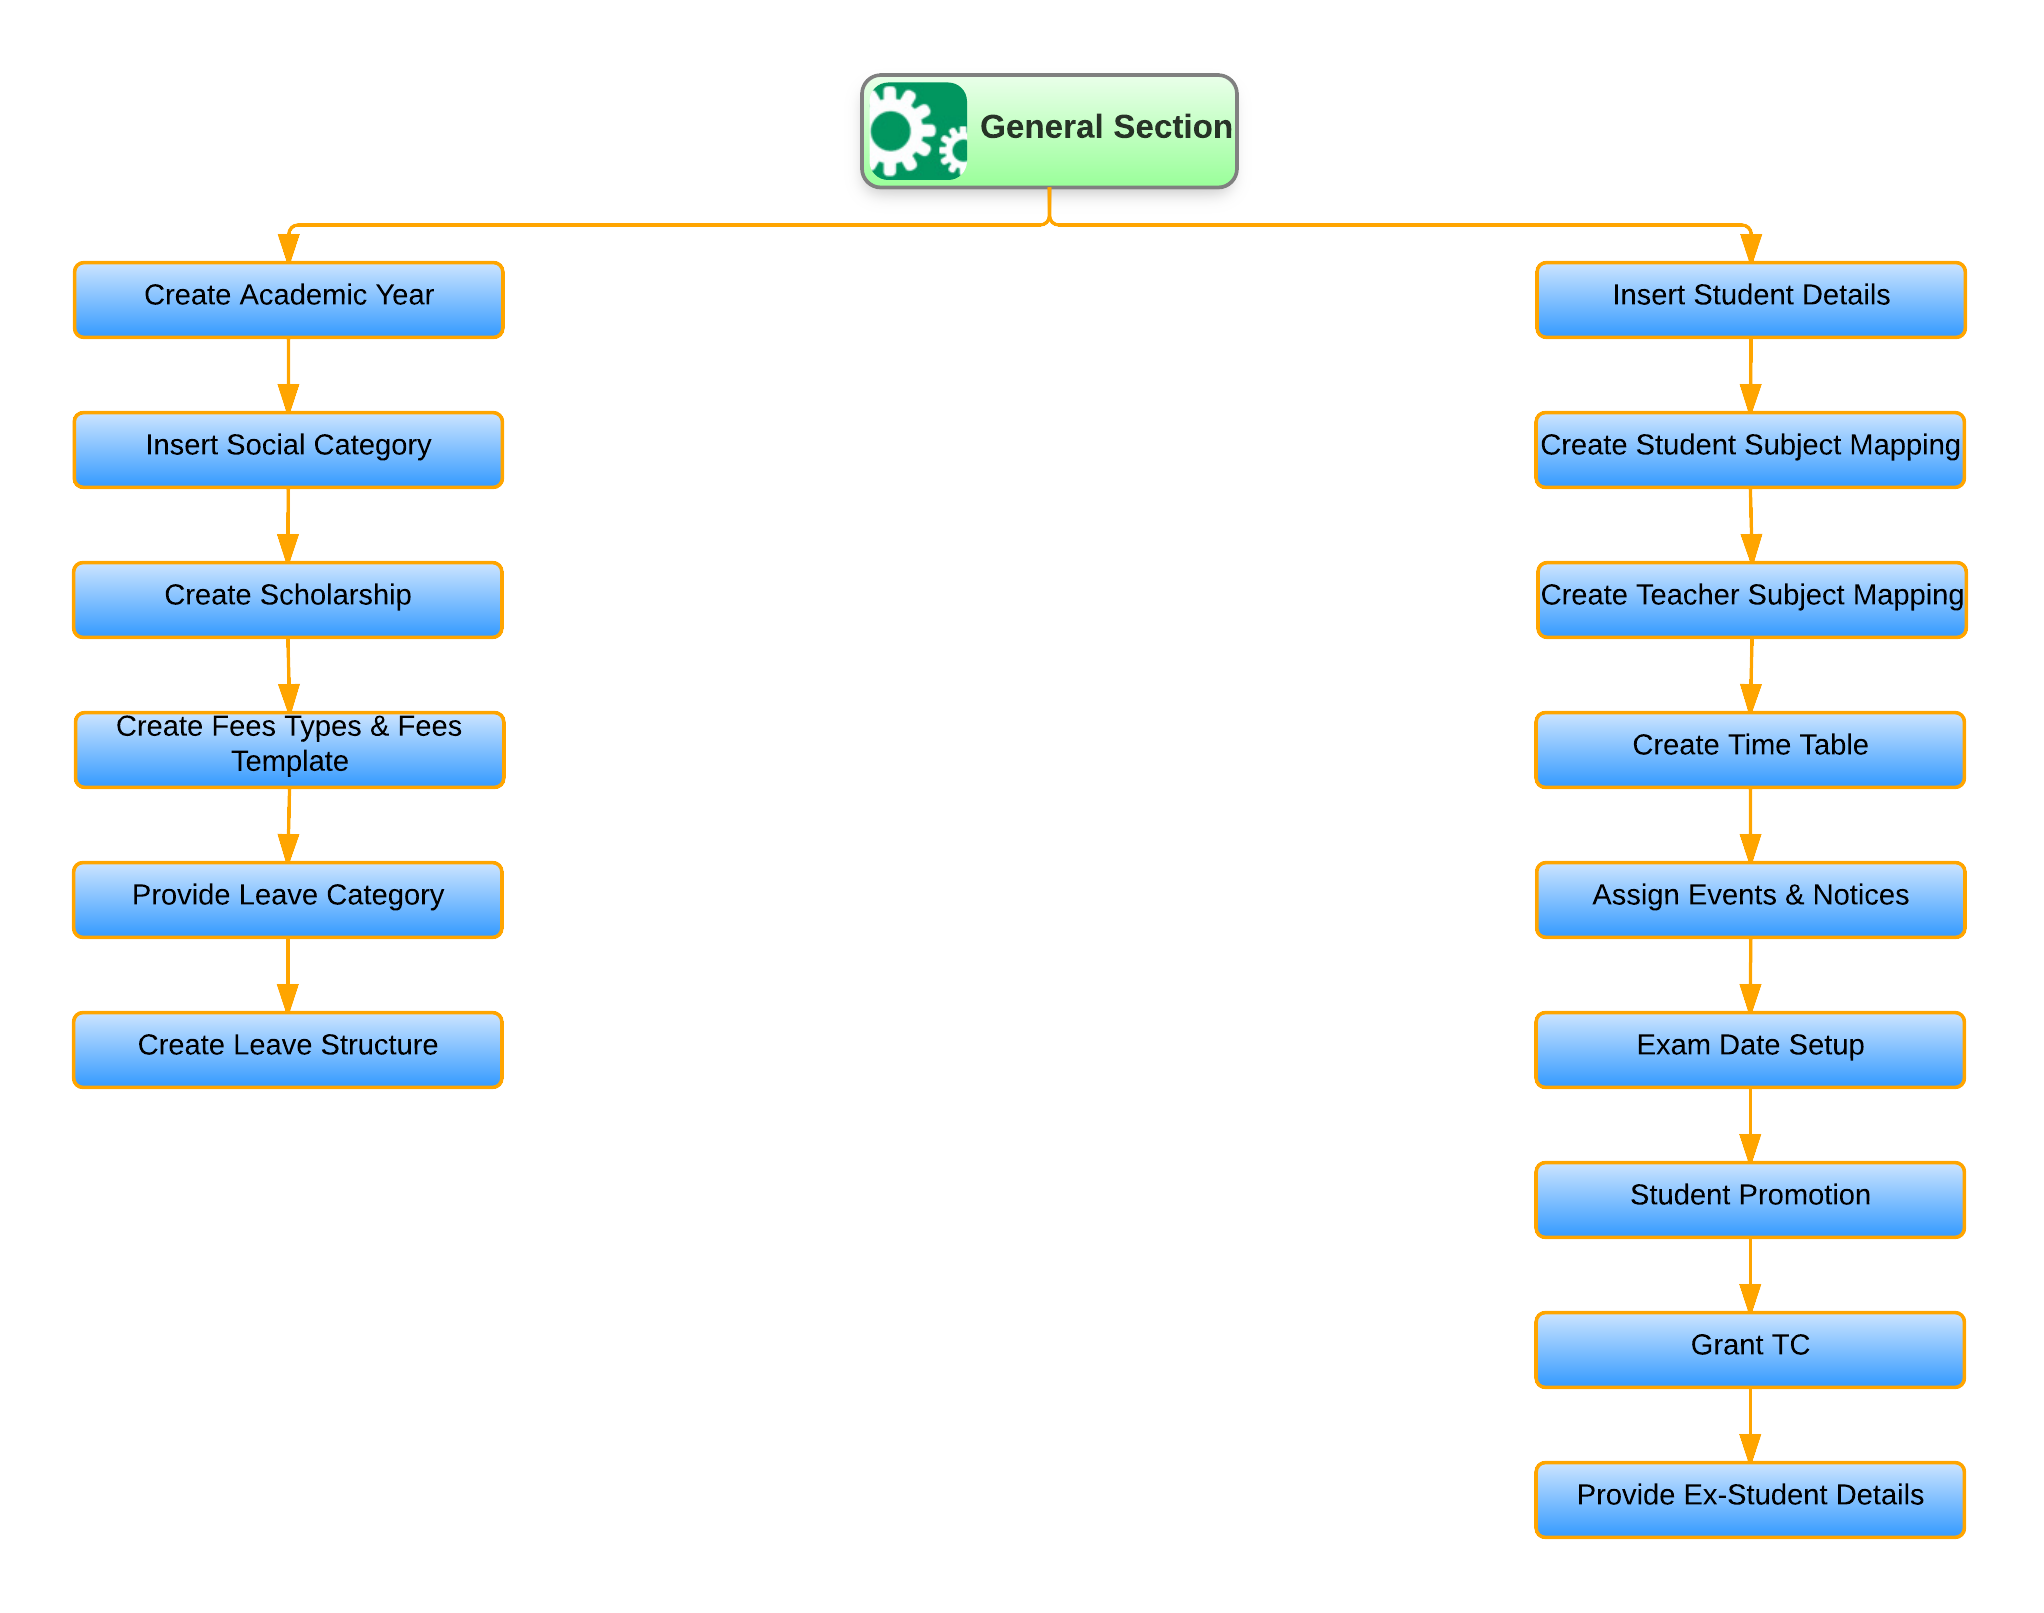 General Section
Create Academic Year
Insert Social Category
Create Scholarship
Create Fees Types & Fees
Template
Provide Leave Category
Create Leave Structure
Insert Student Details
Create Student Subject Mapping
Create Teacher Subject Mapping
Create Time Table
Assign Events & Notices
Exam Date Setup
Student Promotion
Grant TC
Provide Ex-Student Details